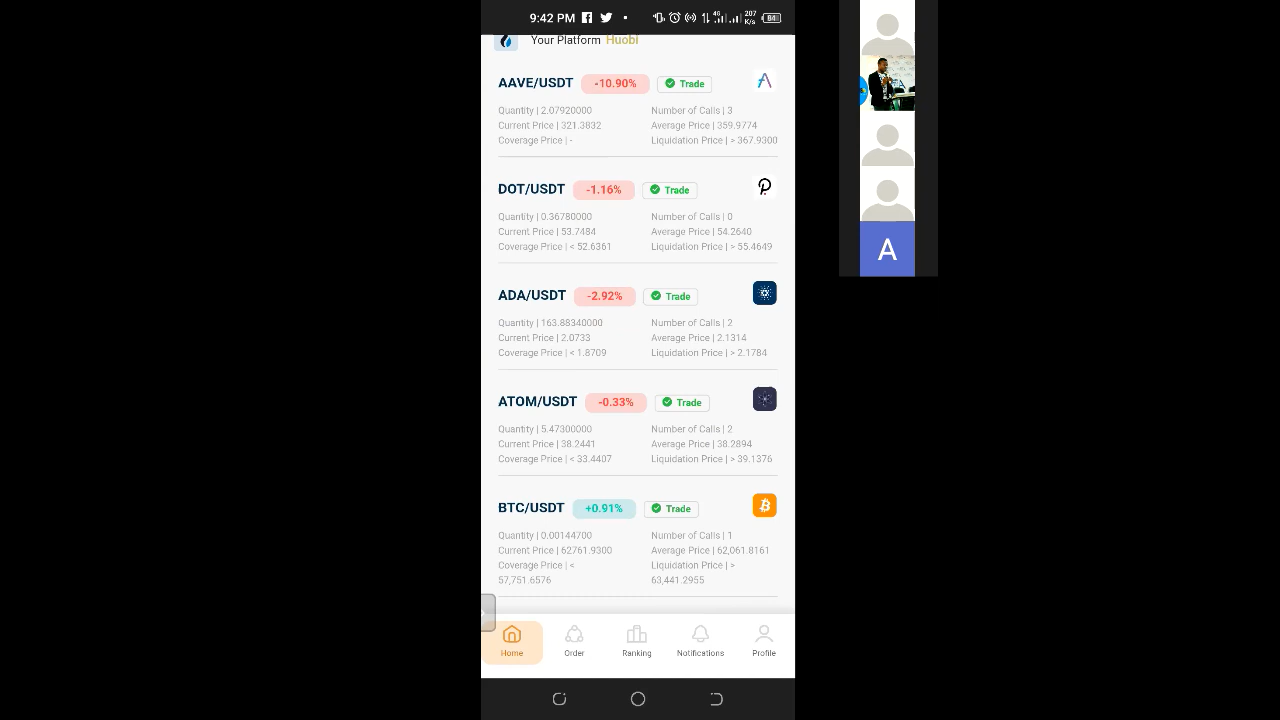 9:42 PM
4G
207
K/s
84
Your Platform Huobi
AAVE/USDT -10.90% Trade
Quantity | 2.07920000 Number of Calls | 3
Current Price | 321.3832 Average Price | 359.9774
Coverage Price | - Liquidation Price | > 367.9300
DOT/USDT -1.16% Trade
Quantity | 0.36780000 Number of Calls | 0
Current Price | 53.7484 Average Price | 54.2640
Coverage Price | < 52.6361 Liquidation Price | > 55.4649
ADA/USDT -2.92% Trade
Quantity | 163.88340000 Number of Calls | 2
Current Price | 2.0733 Average Price | 2.1314
Coverage Price | < 1.8709 Liquidation Price | > 2.1784
ATOM/USDT -0.33% Trade
Quantity | 5.47300000 Number of Calls | 2
Current Price | 38.2441 Average Price | 38.2894
Coverage Price | < 33.4407 Liquidation Price | > 39.1376
BTC/USDT +0.91% Trade
Quantity | 0.00144700 Number of Calls | 1
Current Price | 62761.9300 Average Price | 62,061.8161
Coverage Price | < Liquidation Price | >
57,751.6576 63,441.2955
Home Order Ranking Notifications Profile
A